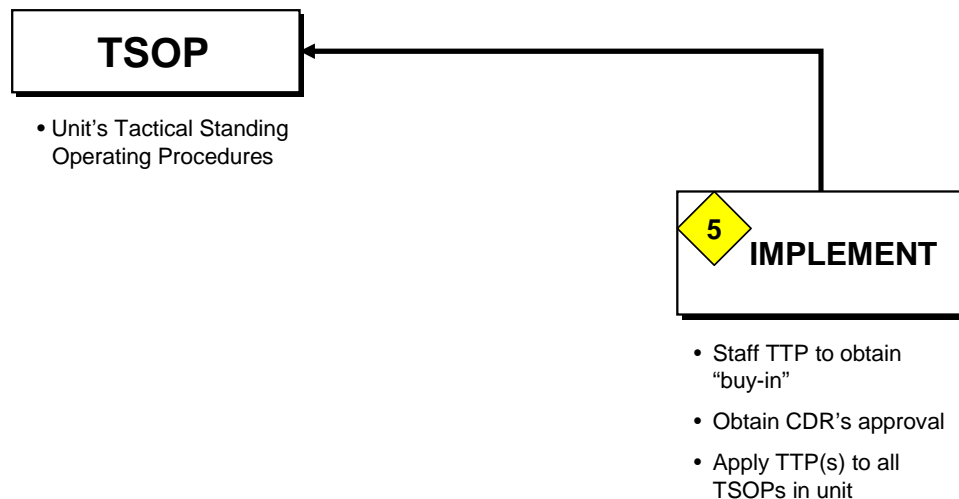 TSOP
• Unit's Tactical Standing
Operating Procedures
5
IMPLEMENT
• Staff TTP to obtain
“buy-in”
• Obtain CDR’s approval
• Apply TTP(s) to all
TSOPs in unit